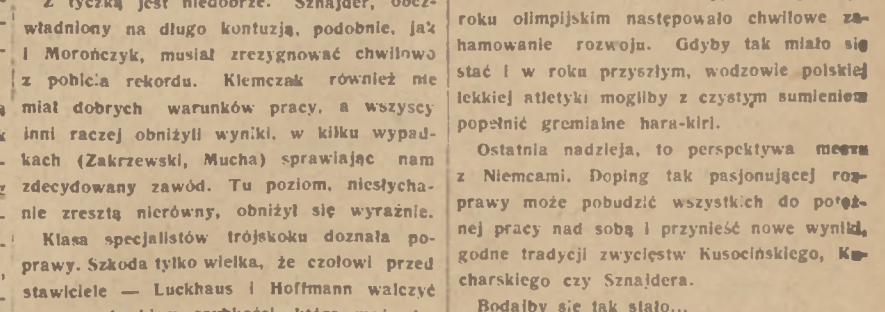 Z tyczką jest niedobrze. Sznajder, obez-
władniony na długo kontuzją, podobnie, jak
i Morończyk, musiał zrezygnować chwilowo
z pobicia rekordu. Klemczak również nie
miał dobrych warunków pracy, a wszyscy
inni raczej obniżyli wyniki, w kilku wypad-
kach (Zakrzewski, Mucha) sprawiając nam
zdecydowany zawód. Tu poziom, niesłycha-
nie zresztą nierówny, obniżył się wyraźnie.
Klasa specjalistów trójskoku doznała po-
prawy. Szkoda tylko wielka, że czołowi przed
stawiciele — Luckhaus i Hoffmann walczyć
roku olimpijskim następowało chwilowe za-
hamowanie rozwoju. Gdyby tak miało się
stać i w roku przyszłym, wodzowie polskiej
lekkiej atletyki mogliby z czystym sumieniem
popełnić gremialne hara-kiri.
Ostatnia nadzieja, to perspektywa meczu
z Niemcami. Doping tak pasjonującej roz-
prawy może pobudzić wszystkich do potęż-
nej pracy nad sobą i przynieść nowe wyniki,
godne tradycji zwycięstw Kusocińskiego, Ku-
charskiego czy Sznajdera.
Bodajby się tak stało...